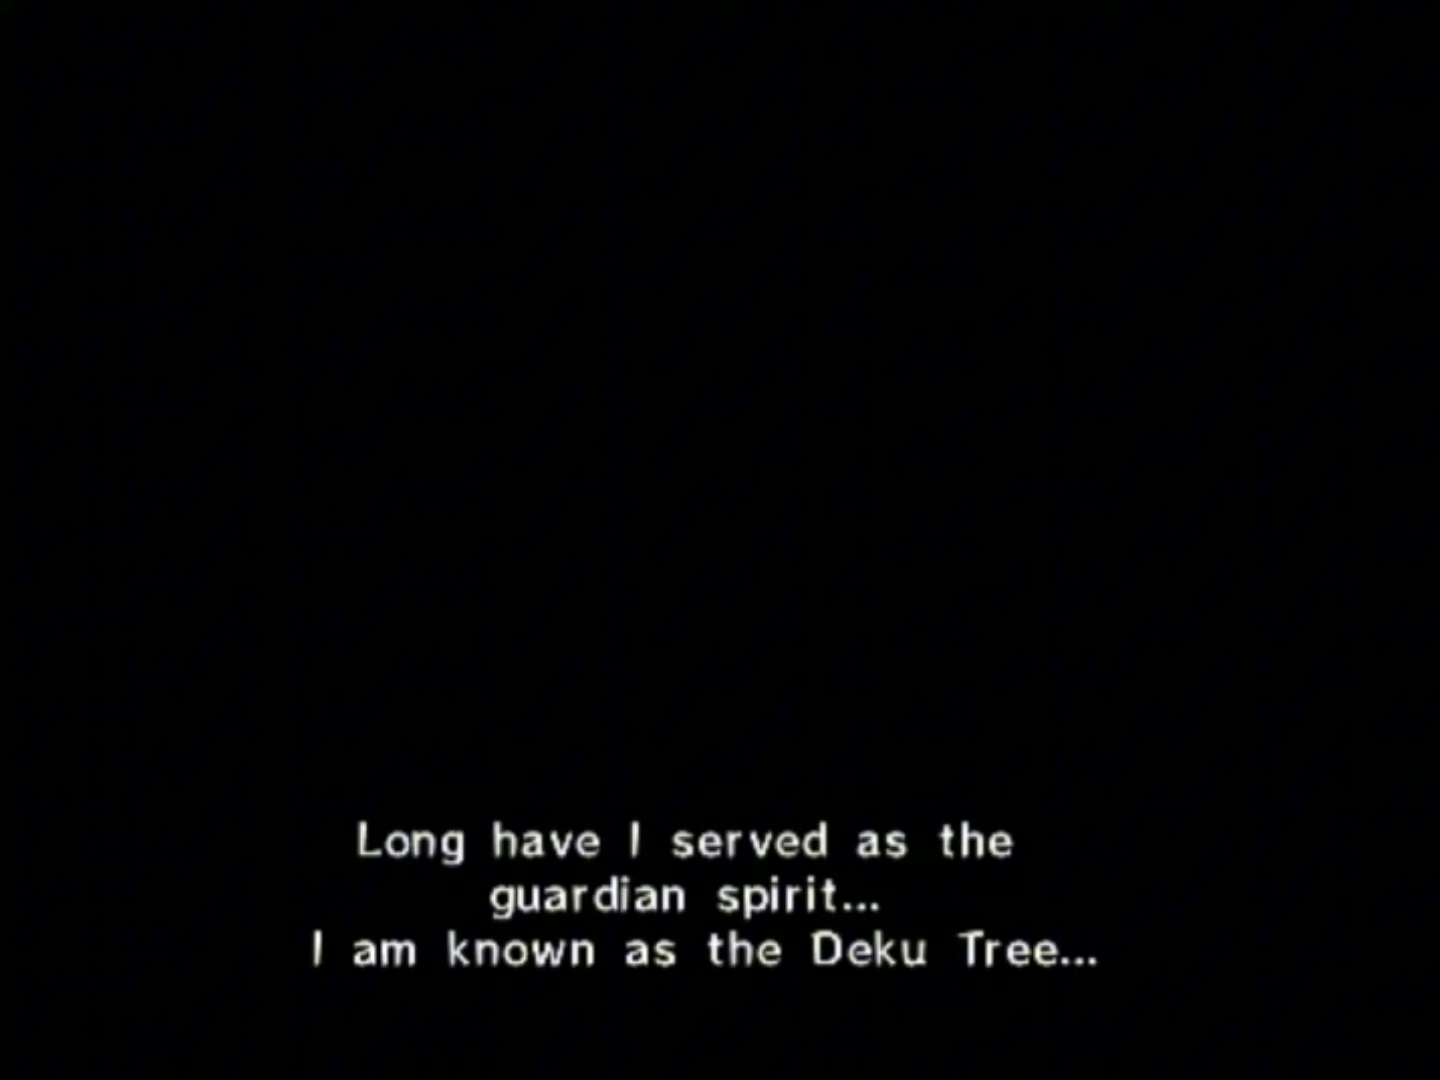 Long have I served as the
guardian spirit...
I am known as the Deku Tree...